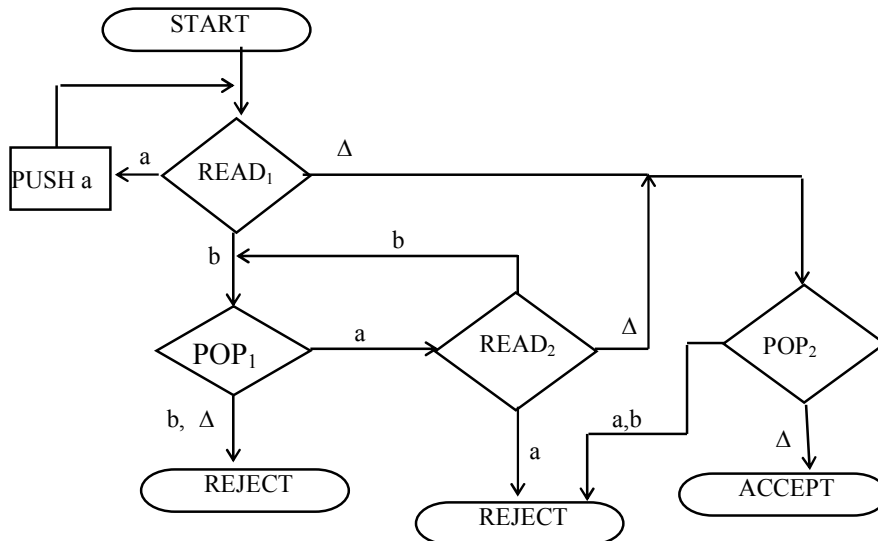 START
a
Δ
PUSH a
READ₁
b
b
a
READ₂
Δ
POP₁
POP₂
b, Δ
a,b
a
Δ
REJECT
REJECT
ACCEPT